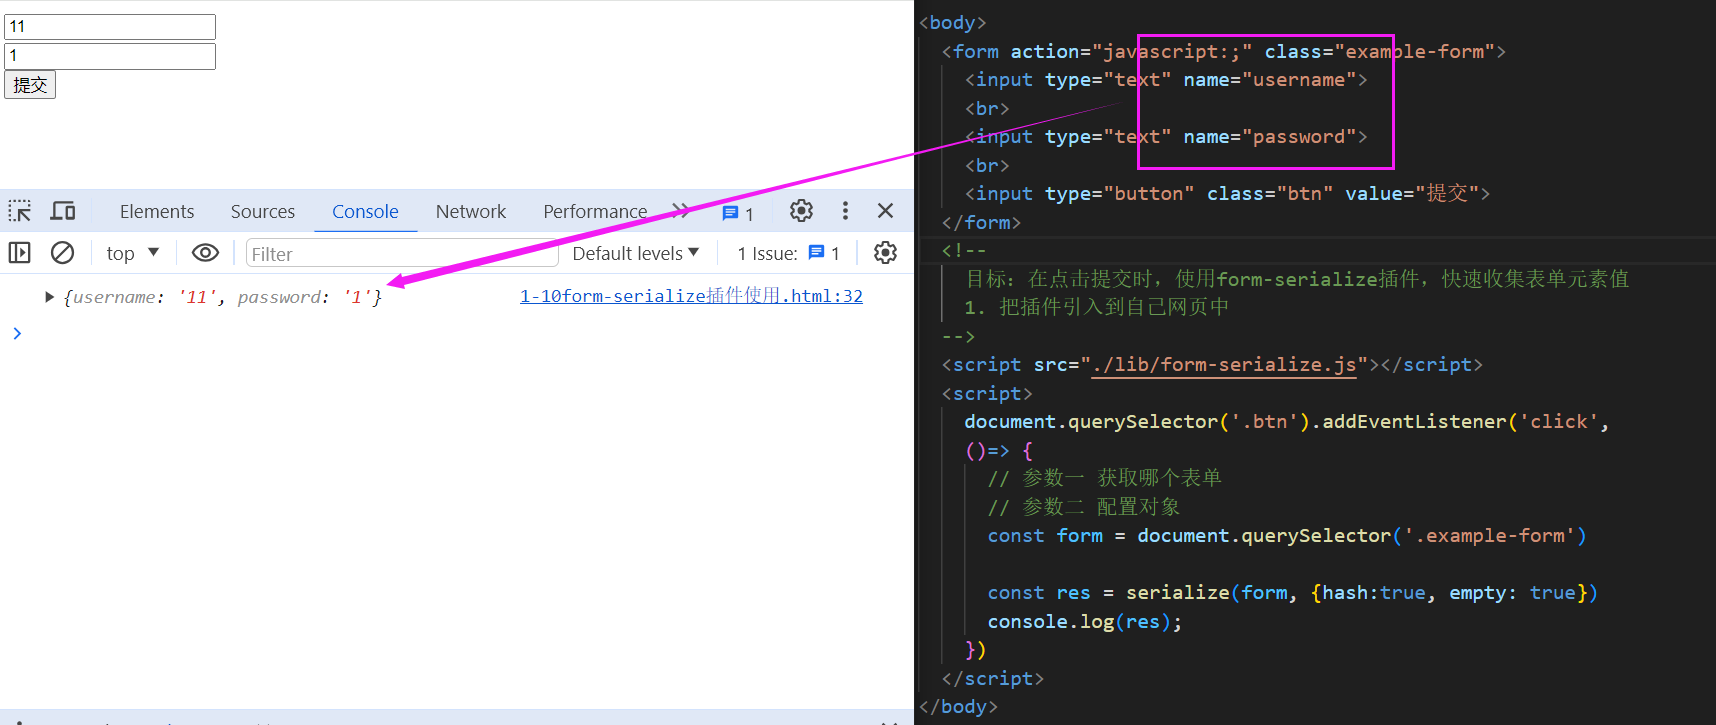 11
1
提交
Elements Sources Console Network Performance 1
top Filter Default levels 1 Issue: 1
{username: '11', password: '1'} 1-10form-serialize插件使用.html:32
<body>
<form action="javascript:;" class="example-form">
<input type="text" name="username">
<br>
<input type="text" name="password">
<br>
<input type="button" class="btn" value="提交">
</form>
<!--
目标：在点击提交时，使用form-serialize插件，快速收集表单元素值
1. 把插件引入到自己网页中
-->
<script src="./lib/form-serialize.js"></script>
<script>
document.querySelector('.btn').addEventListener('click',
()=> {
// 参数一 获取哪个表单
// 参数二 配置对象
const form = document.querySelector('.example-form')
const res = serialize(form, {hash:true, empty: true})
console.log(res);
})
</script>
</body>